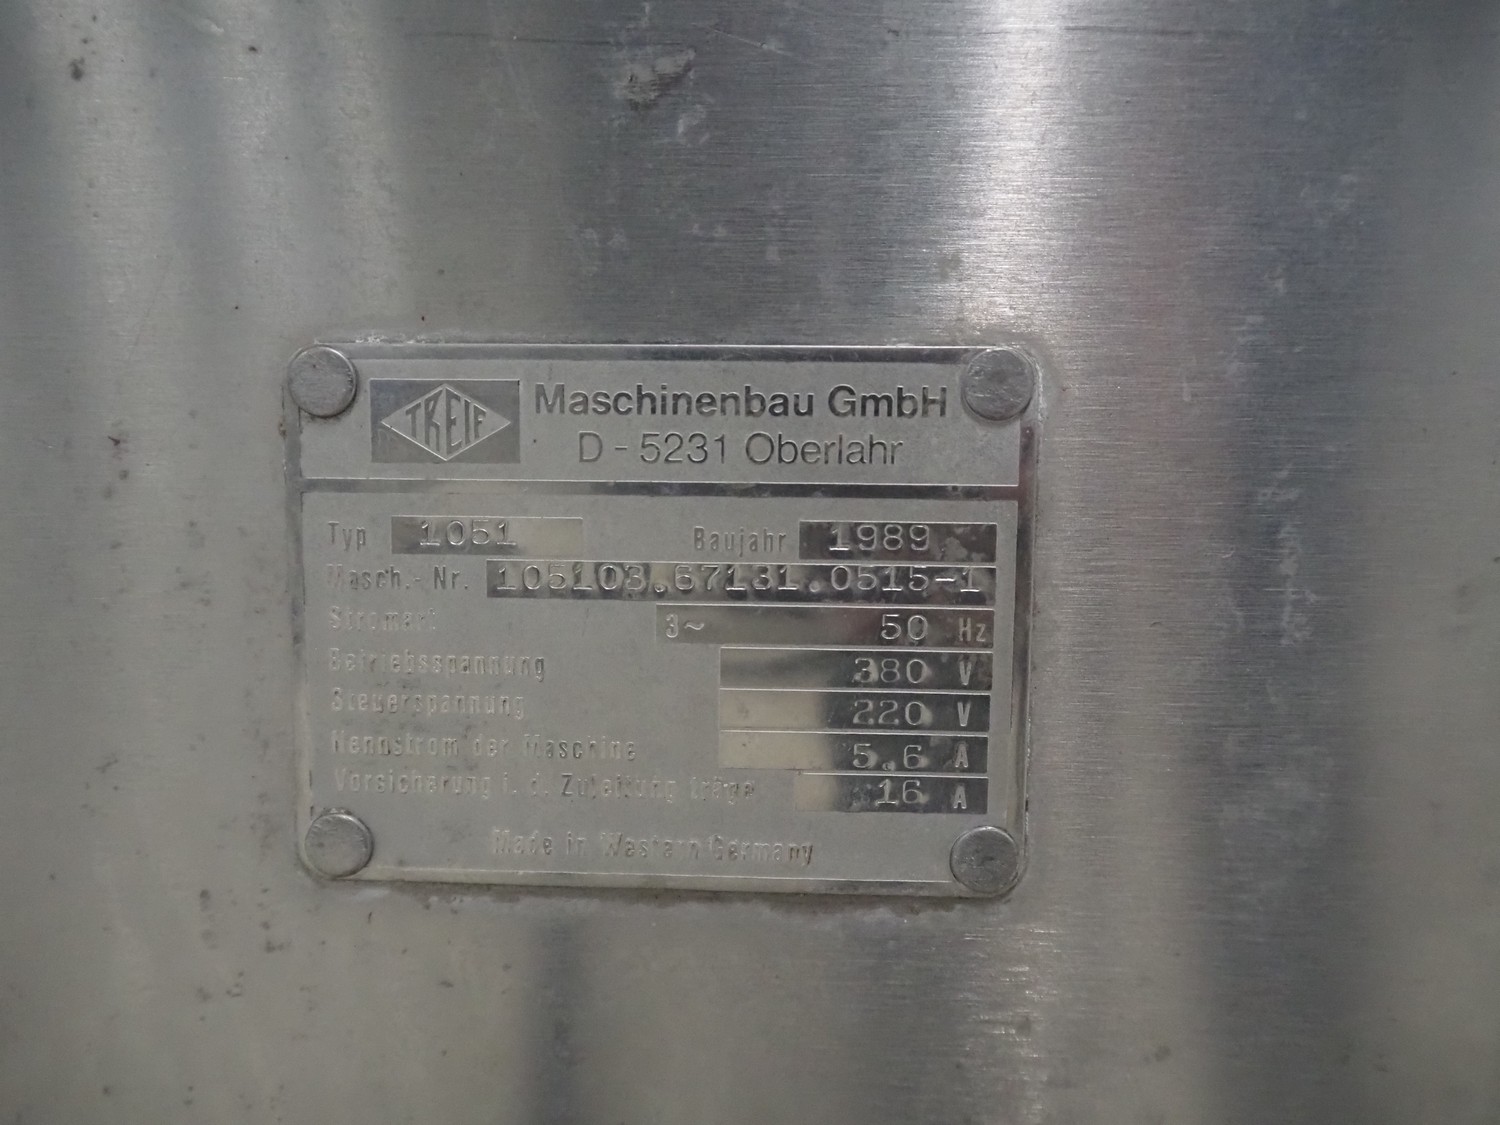 TREIF Maschinenbau GmbH
D - 5231 Oberlahr
Typ 1051 Baujahr 1989
Masch.-Nr. 105103.67131.0515-1
Stromart 3~ 50 Hz
Betriebsspannung 380 V
Steuerspannung 220 V
Nennstrom der Maschine 5.6 A
Vorsicherung i. d. Zuleitung träge 16 A
Made in Western Germany